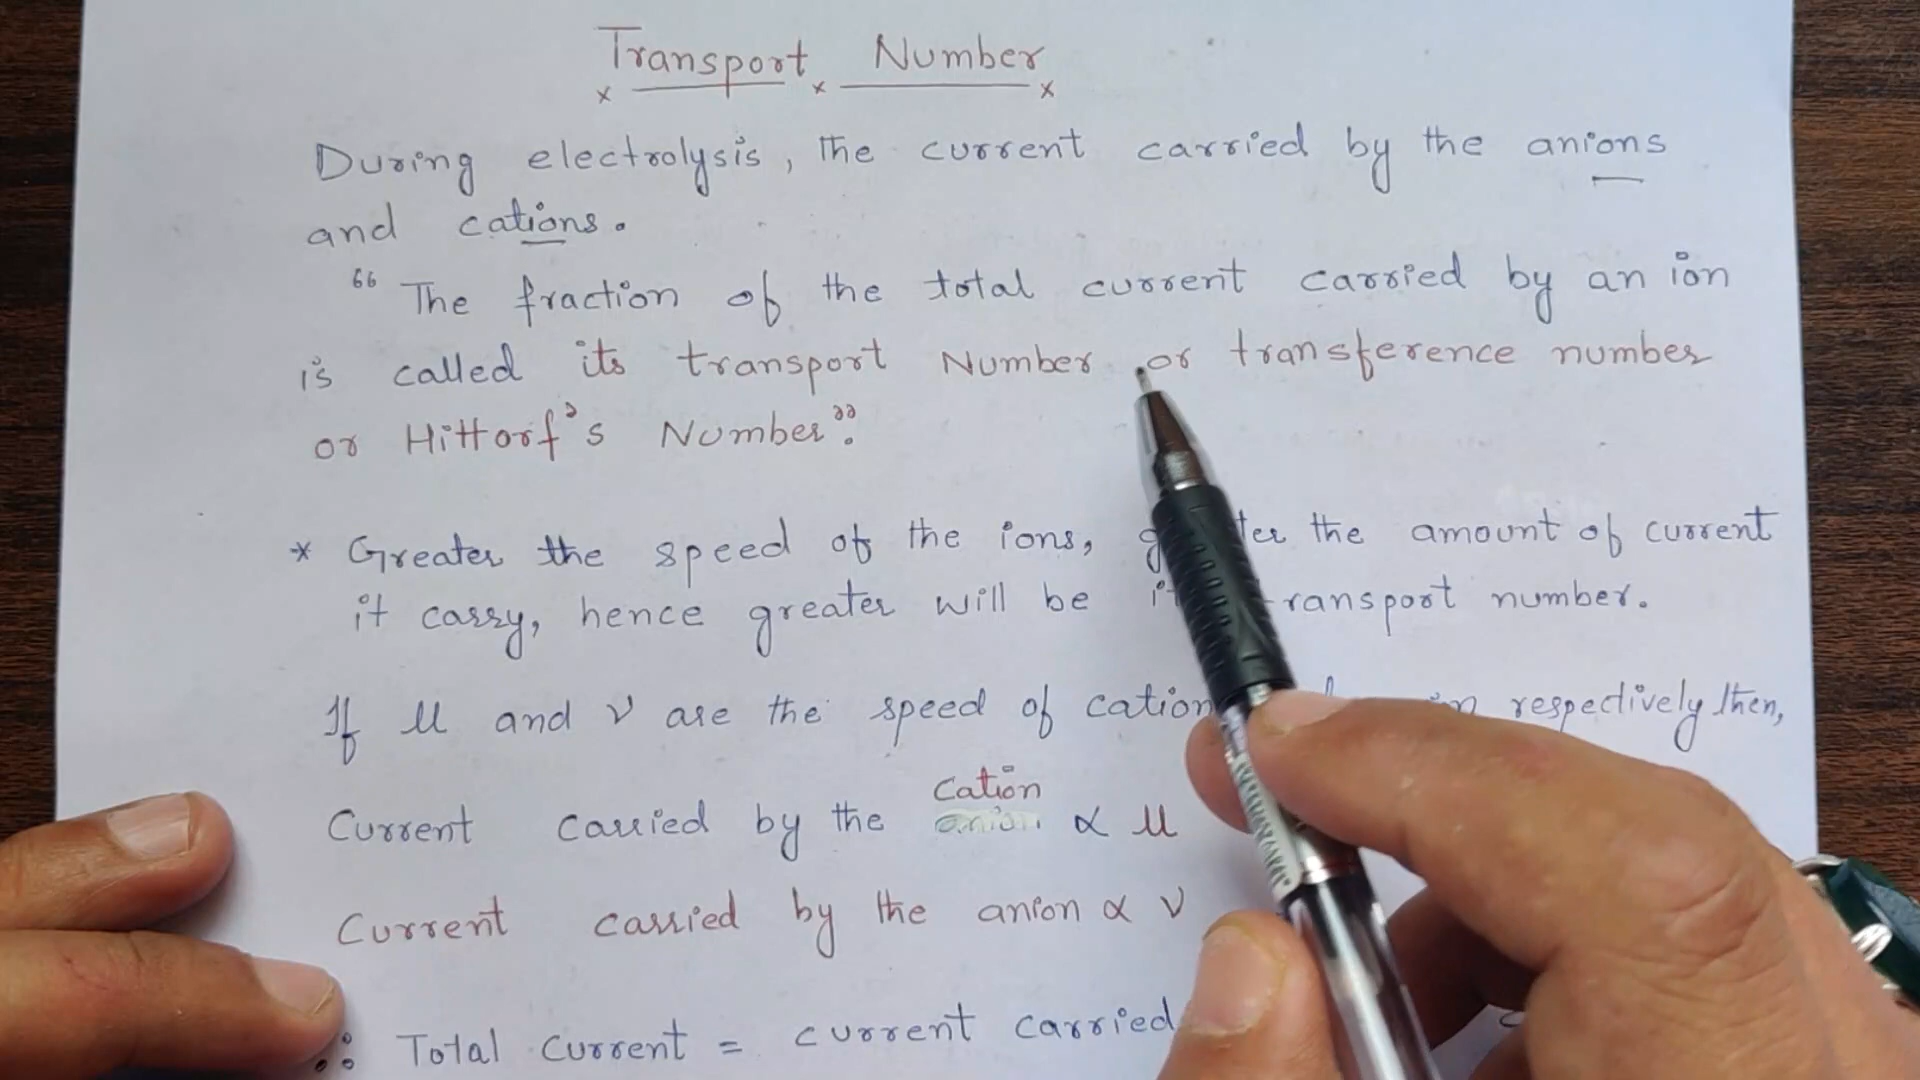 Transport Number
During electrolysis, the current carried by the anions
and cations.
“The fraction of the total current carried by an ion
is called its transport Number or transference number
or Hittorf's Number”.
* Greater the speed of the ions, the amount of current
it carry, hence greater will be transport number.
If u and v are the speed of cation respectively then,
Cation
Current carried by the anion ∝ u
Current carried by the anion ∝ v
∴ Total current = current carried